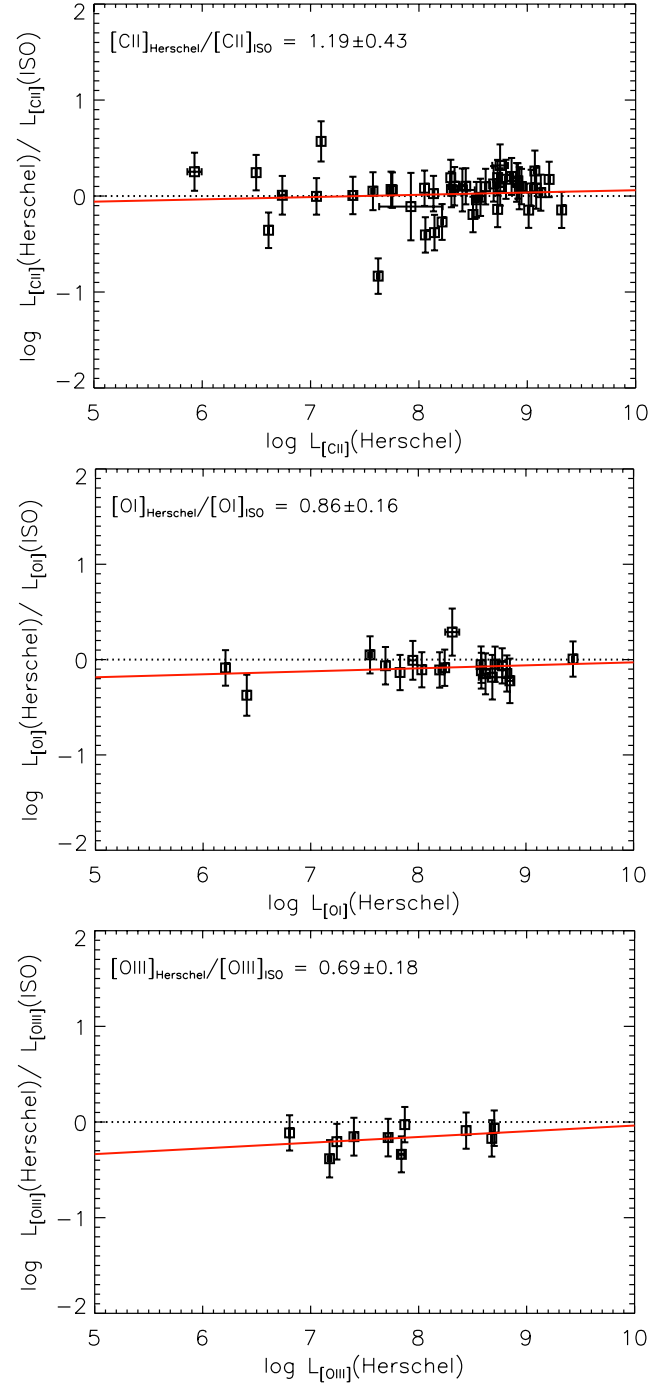 [CII]Herschel/[CII]ISO = 1.19±0.43
log L[CII](Herschel)/ L[CII](ISO)
2
1
0
−1
−2
5 6 7 8 9 10
log L[CII](Herschel)
[OI]Herschel/[OI]ISO = 0.86±0.16
log L[OI](Herschel)/ L[OI](ISO)
2
1
0
−1
−2
5 6 7 8 9 10
log L[OI](Herschel)
[OIII]Herschel/[OIII]ISO = 0.69±0.18
log L[OIII](Herschel)/ L[OIII](ISO)
2
1
0
−1
−2
5 6 7 8 9 10
log L[OIII](Herschel)